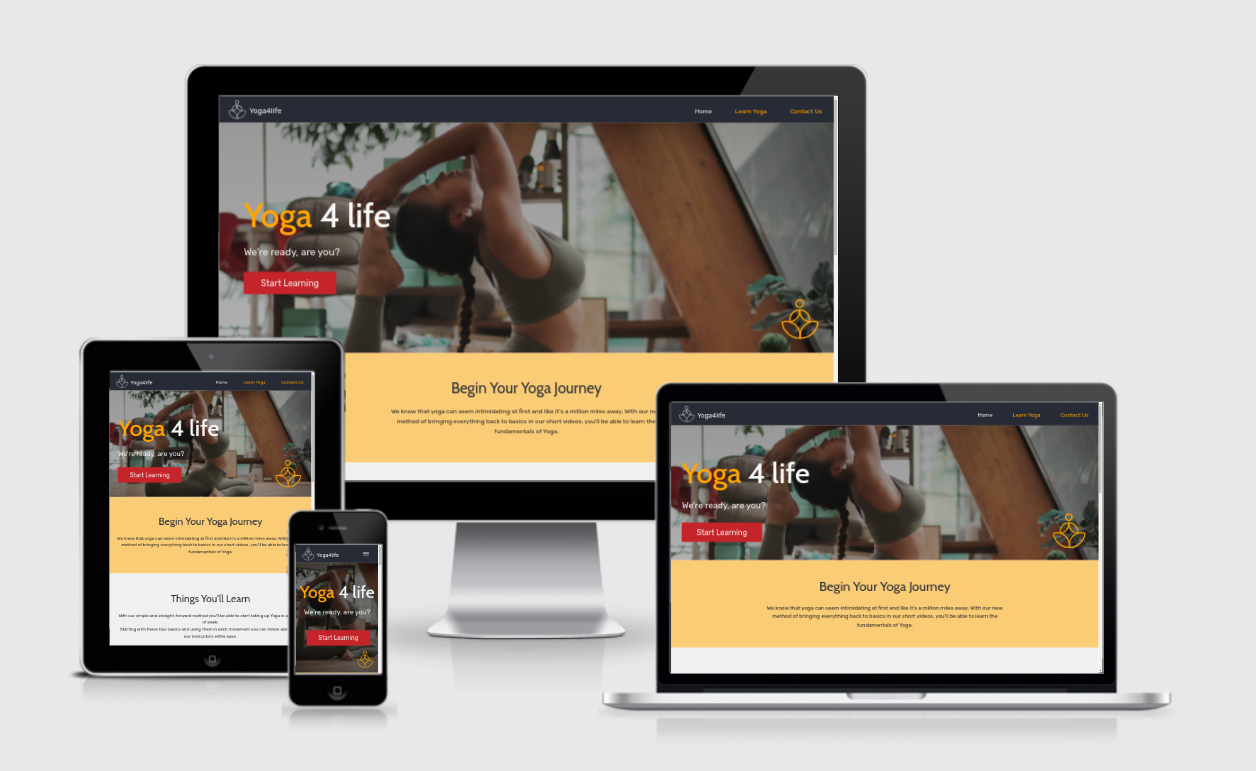 Yoga4life
Home Learn Yoga Contact Us
Yoga 4 life
We're ready, are you?
Start Learning
Begin Your Yoga Journey
We know that yoga can seem intimidating at first and like it's a million miles away. With our
method of bringing everything back to basics in our short videos, you'll be able to learn the
fundamentals of Yoga.
Yoga4life
Home Learn Yoga Contact Us
Yoga 4 life
We're ready, are you?
Start Learning
Begin Your Yoga Journey
We know that yoga can seem intimidating at first and like it's a million miles away. With
method of bringing everything back to basics in our short videos, you'll be able to
fundamentals of Yoga.
Things You'll Learn
With our simple and straight-forward method you'll be able to start taking up Yoga in a
of week.
Starting with these four basics and using them in each movement you can follow
our instructors withe ease.
Yoga4life
Yoga 4 life
We're ready, are you?
Start Learning
Yoga4life
Home Learn Yoga Contact Us
Yoga 4 life
We're ready, are you?
Start Learning
Begin Your Yoga Journey
We know that yoga can seem intimidating at first and like it's a million miles away. With our new
method of bringing everything back to basics in our short videos, you'll be able to learn the
fundamentals of Yoga.